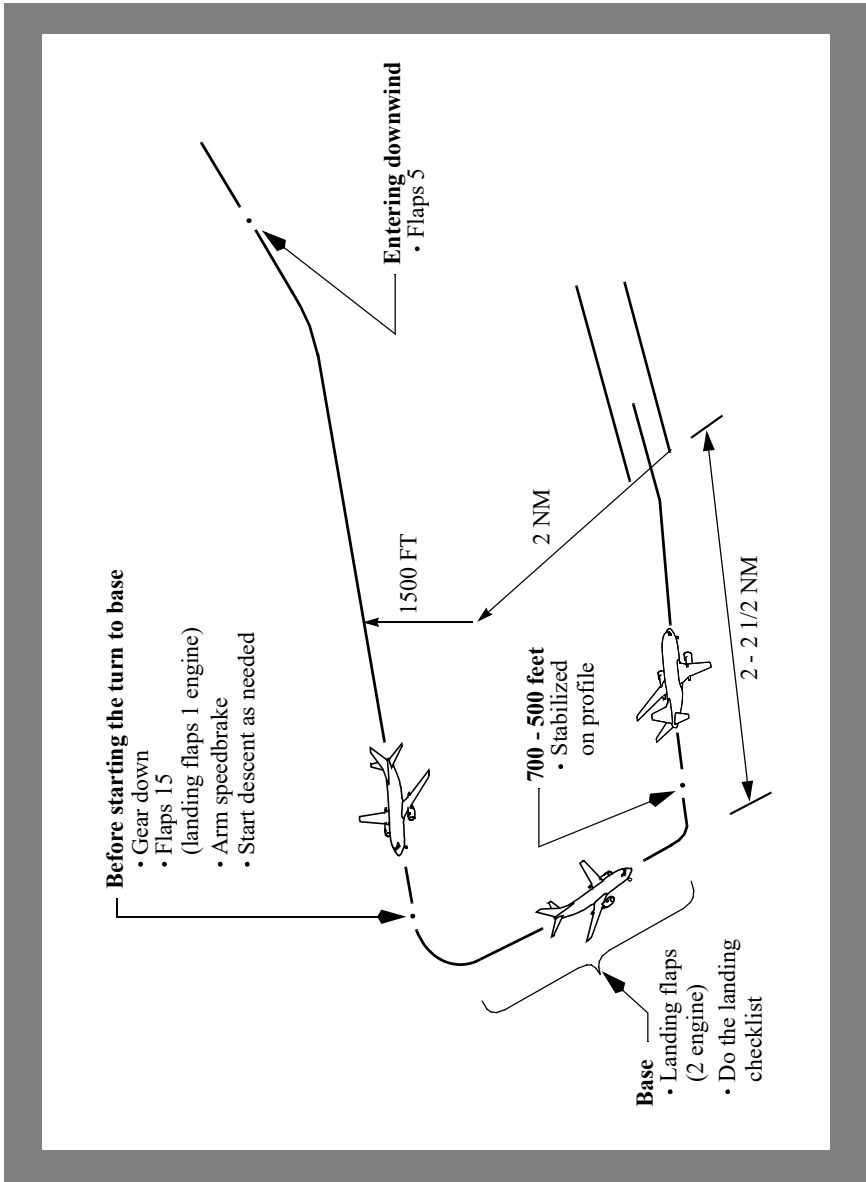 Before starting the turn to base
• Gear down
• Flaps 15
(landing flaps 1 engine)
• Arm speedbrake
• Start descent as needed
Entering downwind
• Flaps 5
1500 FT
2 NM
700 - 500 feet
• Stabilized
on profile
2 - 2 1/2 NM
Base
• Landing flaps
(2 engine)
• Do the landing
checklist